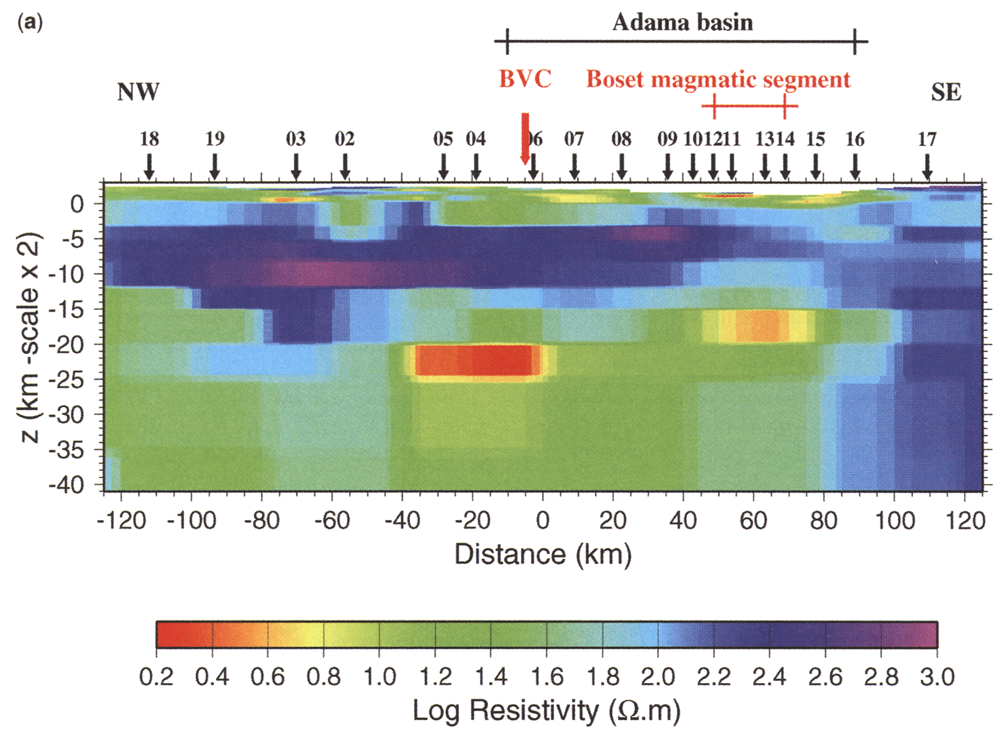 (a)
Adama basin
BVC Boset magmatic segment
NW SE
18 19 03 02 05 04 06 07 08 09 10 12 11 13 14 15 16 17
z (km -scale x 2)
0
-5
-10
-15
-20
-25
-30
-35
-40
-120 -100 -80 -60 -40 -20 0 20 40 60 80 100 120
Distance (km)
0.2 0.4 0.6 0.8 1.0 1.2 1.4 1.6 1.8 2.0 2.2 2.4 2.6 2.8 3.0
Log Resistivity (Ω.m)